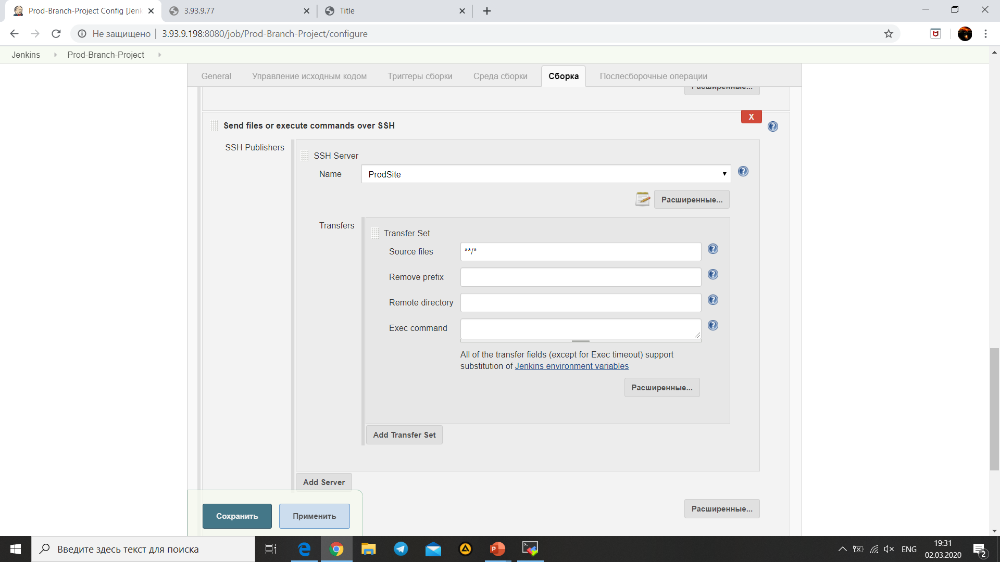 Prod-Branch-Project Config [Jenk
3.93.9.77
Title
Не защищено
3.93.9.198:8080/job/Prod-Branch-Project/configure
Jenkins
Prod-Branch-Project
General
Управление исходным кодом
Триггеры сборки
Среда сборки
Сборка
Послесборочные операции
Расширенные...
X
Send files or execute commands over SSH
SSH Publishers
SSH Server
Name
ProdSite
Расширенные...
Transfers
Transfer Set
Source files
**/*
Remove prefix
Remote directory
Exec command
All of the transfer fields (except for Exec timeout) support
substitution of Jenkins environment variables
Расширенные...
Add Transfer Set
Add Server
Расширенные...
Сохранить
Применить
Введите здесь текст для поиска
ENG
19:31
02.03.2020
2